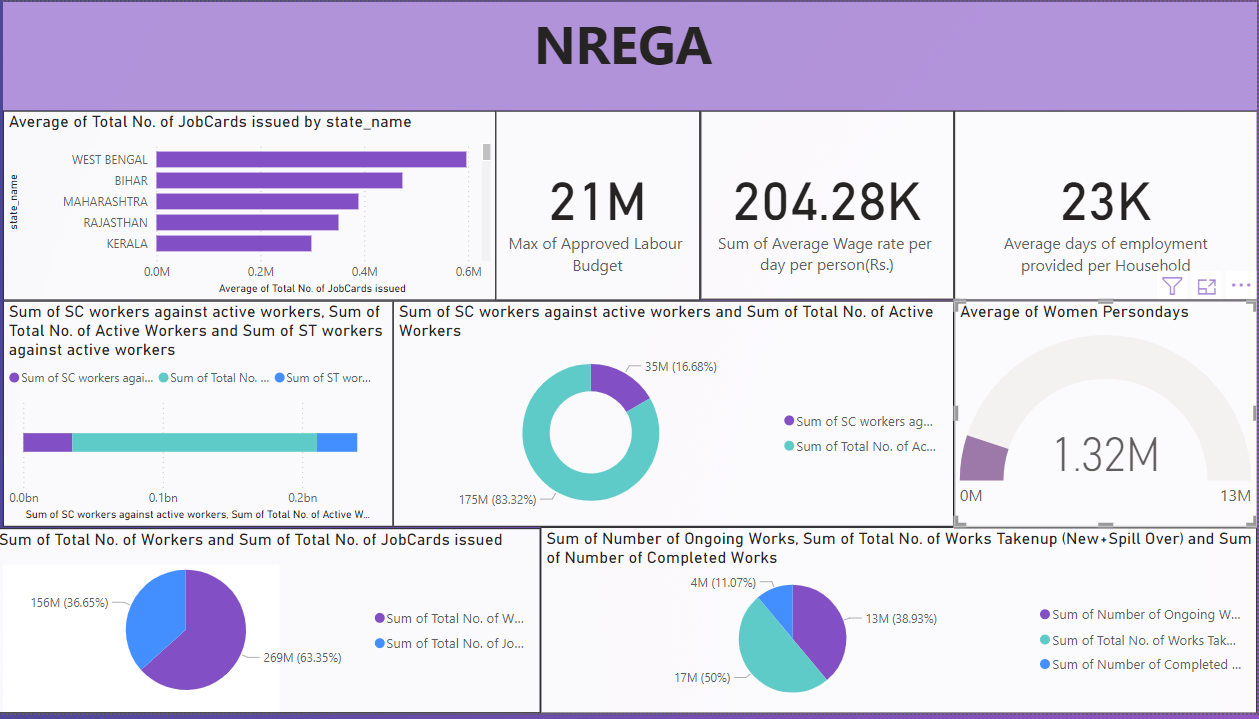 NREGA
Average of Total No. of JobCards issued by state_name
state_name
WEST BENGAL
BIHAR
MAHARASHTRA
RAJASTHAN
KERALA
0.0M 0.2M 0.4M 0.6M
Average of Total No. of JobCards issued
21M
Max of Approved Labour
Budget
204.28K
Sum of Average Wage rate per
day per person(Rs.)
23K
Average days of employment
provided per Household
Sum of SC workers against active workers, Sum of
Total No. of Active Workers and Sum of ST workers
against active workers
Sum of SC workers agai... Sum of Total No. ... Sum of ST wor...
0.0bn 0.1bn 0.2bn
Sum of SC workers against active workers, Sum of Total No. of Active W...
Sum of SC workers against active workers and Sum of Total No. of Active
Workers
35M (16.68%)
175M (83.32%)
Sum of SC workers ag...
Sum of Total No. of Ac...
Average of Women Persondays
1.32M
0M 13M
Sum of Total No. of Workers and Sum of Total No. of JobCards issued
156M (36.65%)
269M (63.35%)
Sum of Total No. of W...
Sum of Total No. of Jo...
Sum of Number of Ongoing Works, Sum of Total No. of Works Takenup (New+Spill Over) and Sum
of Number of Completed Works
4M (11.07%)
13M (38.93%)
17M (50%)
Sum of Number of Ongoing W...
Sum of Total No. of Works Tak...
Sum of Number of Completed ...